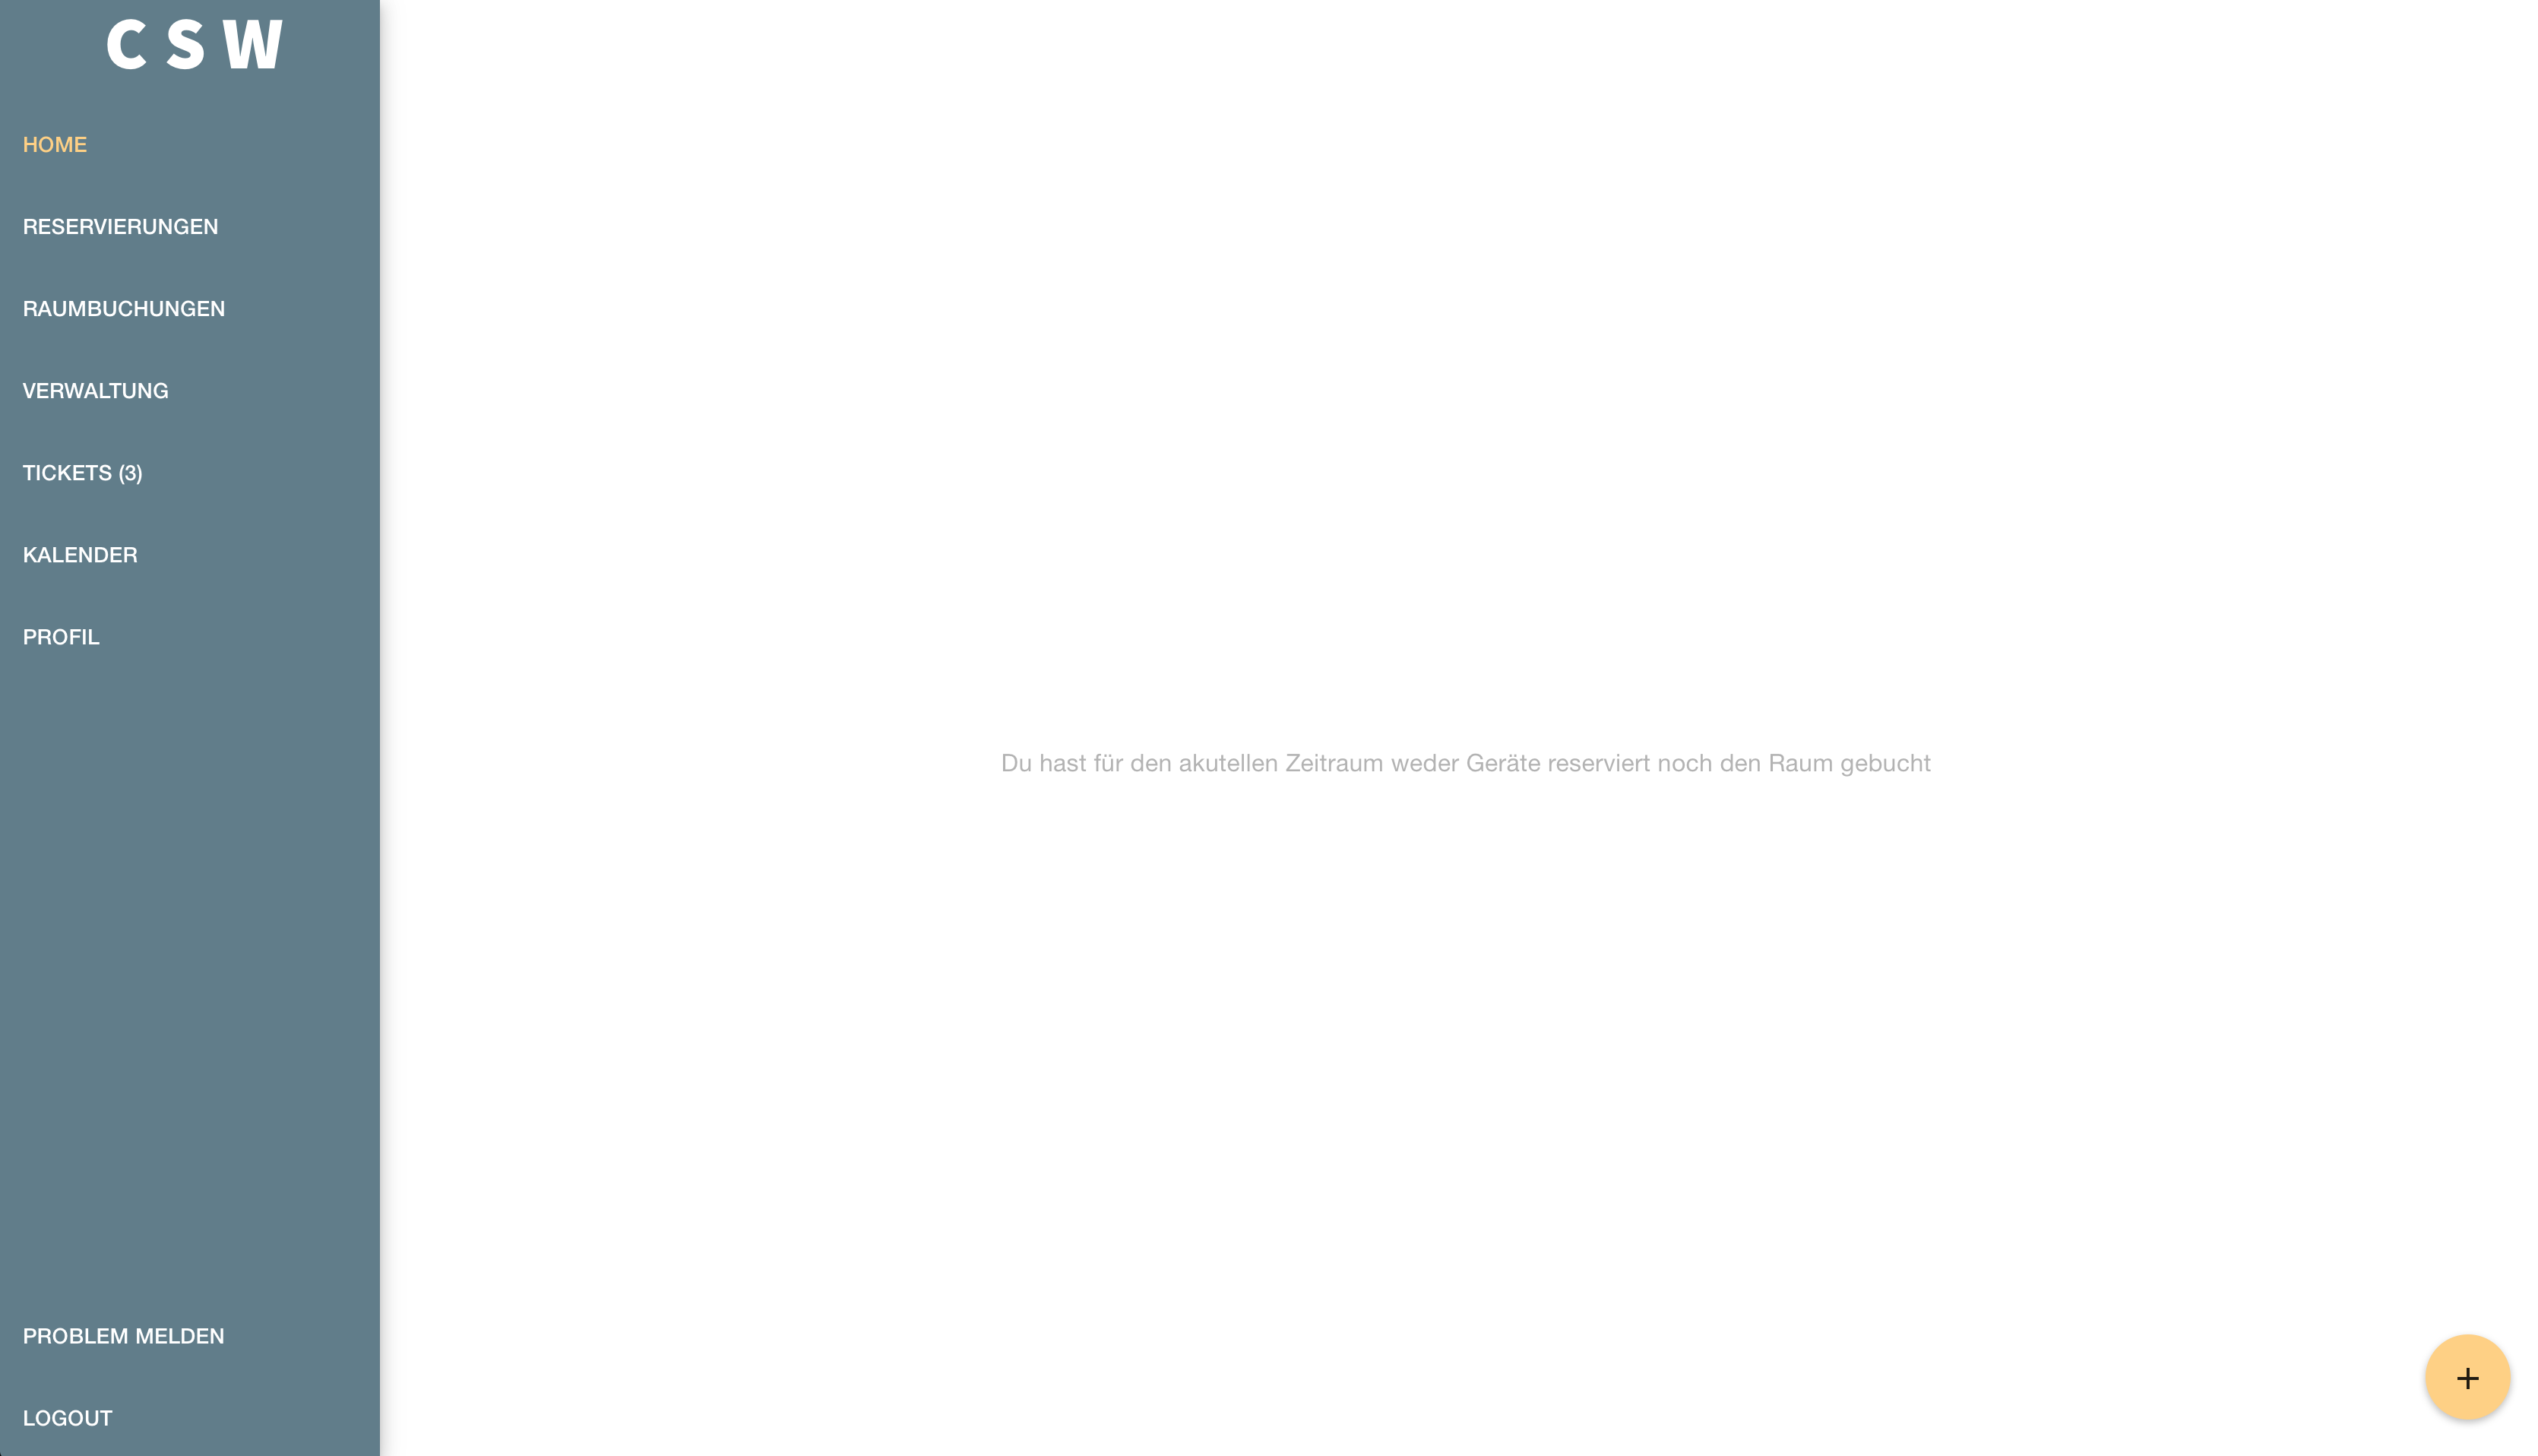 CSW
HOME
RESERVIERUNGEN
RAUMBUCHUNGEN
VERWALTUNG
TICKETS (3)
KALENDER
PROFIL
Du hast für den akutellen Zeitraum weder Geräte reserviert noch den Raum gebucht
PROBLEM MELDEN
LOGOUT
+